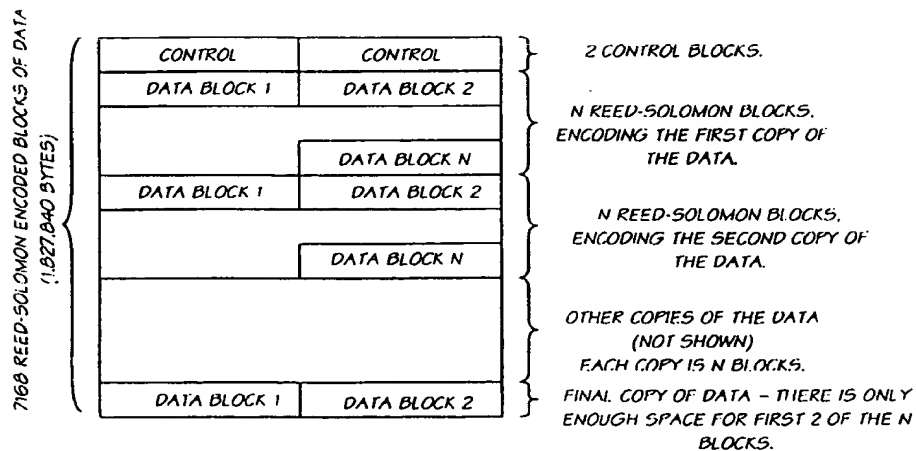 7168 REED-SOLOMON ENCODED BLOCKS OF DATA
(1,827,840 BYTES)
CONTROL CONTROL
2 CONTROL BLOCKS.
DATA BLOCK 1 DATA BLOCK 2
N REED-SOLOMON BLOCKS,
ENCODING THE FIRST COPY OF
THE DATA.
DATA BLOCK N
DATA BLOCK 1 DATA BLOCK 2
N REED-SOLOMON BLOCKS,
ENCODING THE SECOND COPY OF
THE DATA.
DATA BLOCK N
OTHER COPIES OF THE DATA
(NOT SHOWN)
EACH COPY IS N BLOCKS.
DATA BLOCK 1 DATA BLOCK 2
FINAL COPY OF DATA – THERE IS ONLY
ENOUGH SPACE FOR FIRST 2 OF THE N
BLOCKS.